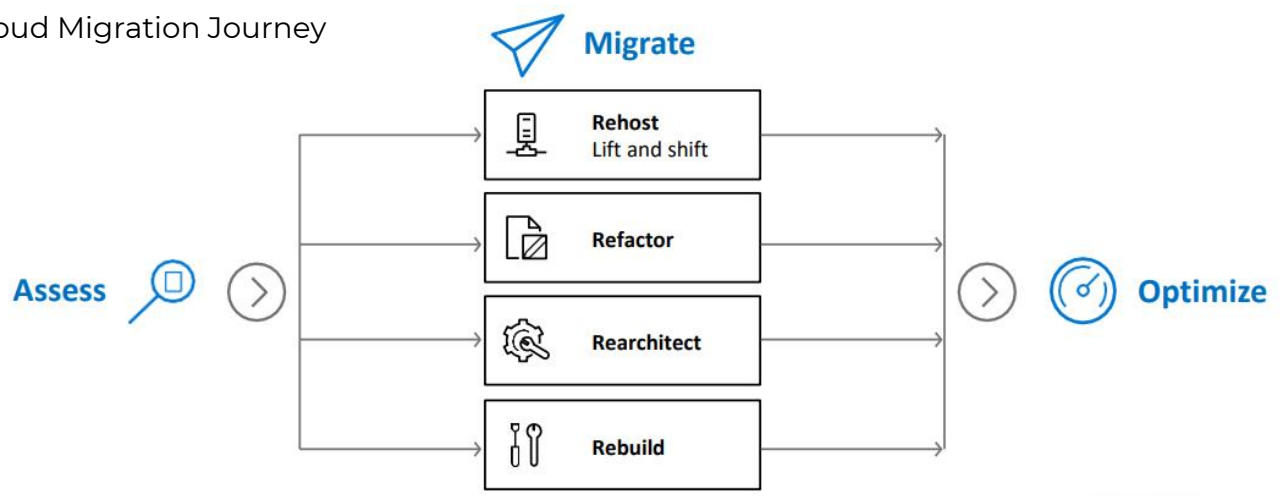 oud Migration Journey
Migrate
Rehost
Lift and shift
Refactor
Assess
Optimize
Rearchitect
Rebuild